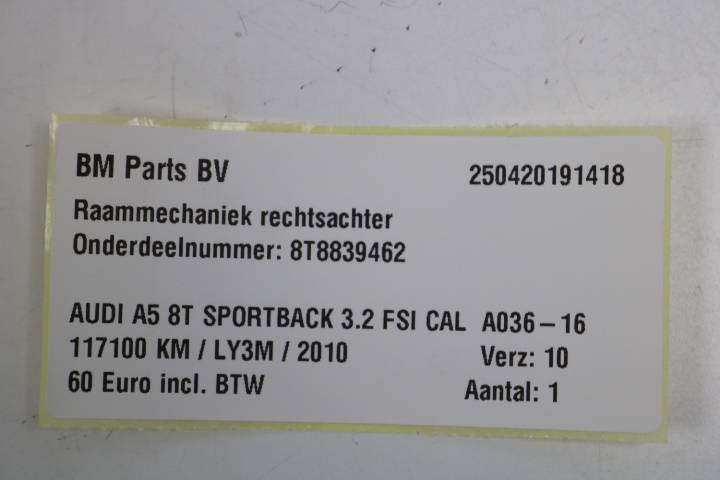 BM Parts BV 250420191418
Raammechaniek rechtsachter
Onderdeelnummer: 8T8839462
AUDI A5 8T SPORTBACK 3.2 FSI CAL A036-16
117100 KM / LY3M / 2010 Verz: 10
60 Euro incl. BTW Aantal: 1